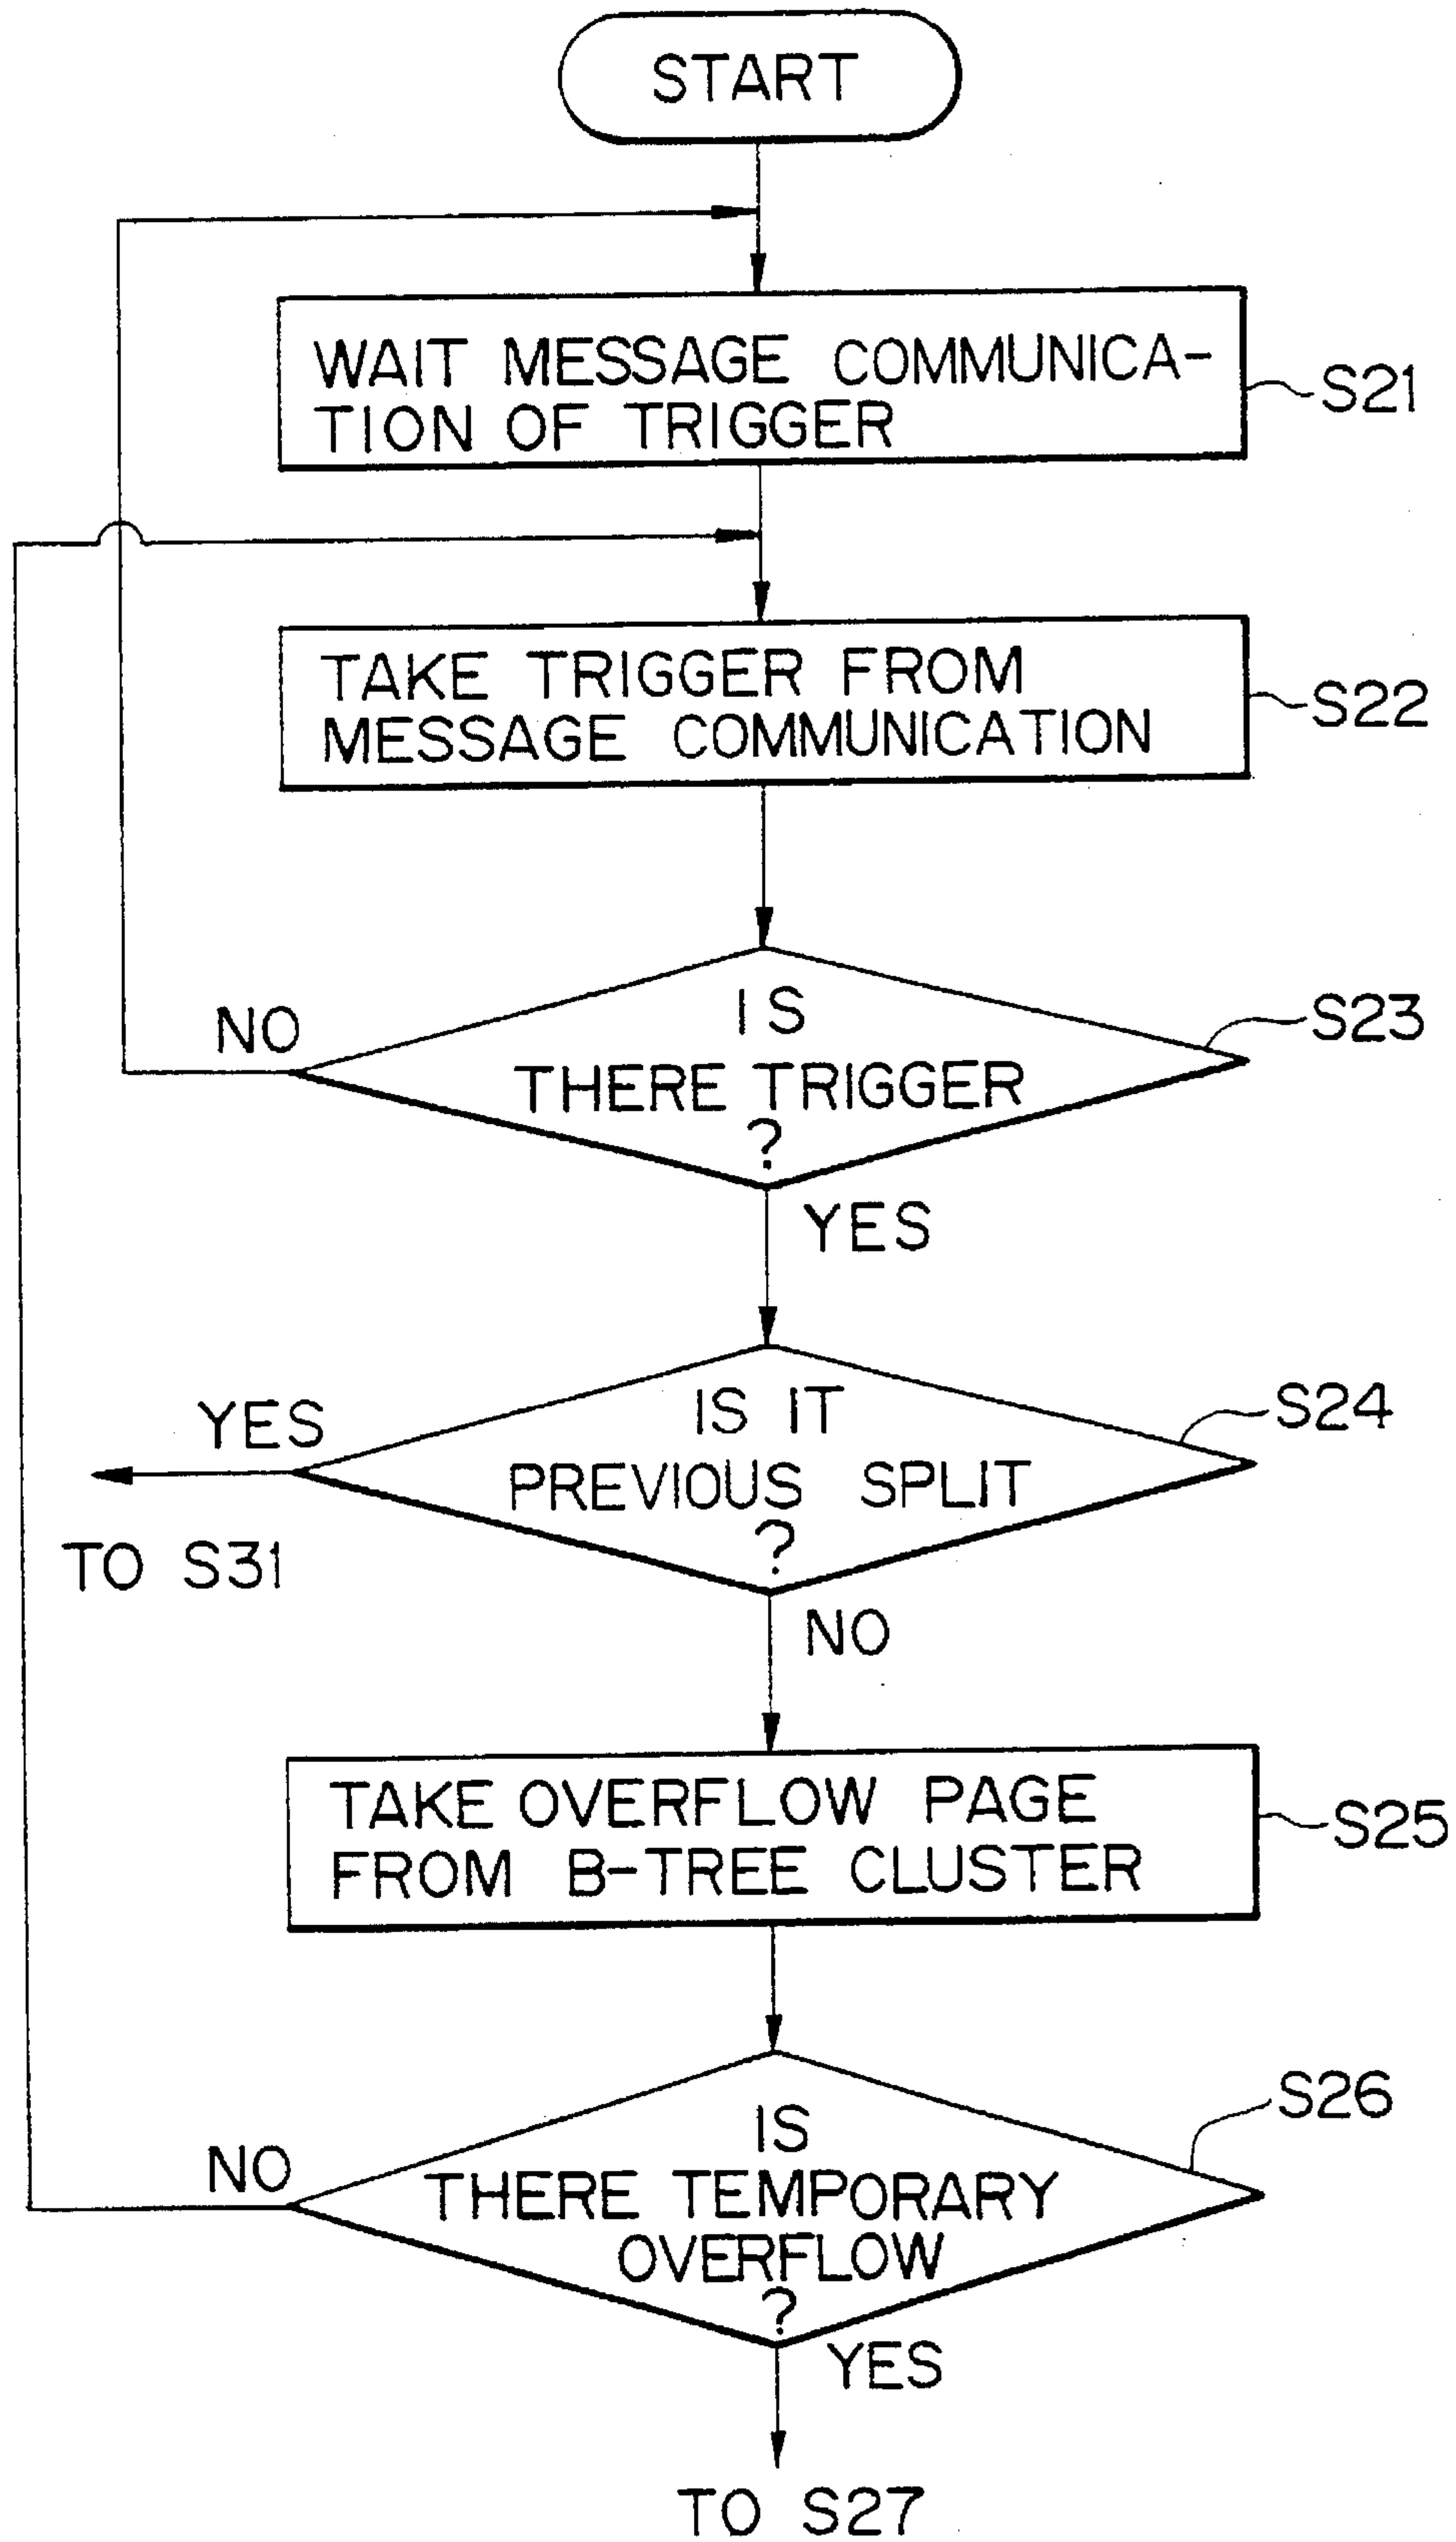 START
WAIT MESSAGE COMMUNICA-
TION OF TRIGGER
S21
TAKE TRIGGER FROM
MESSAGE COMMUNICATION
S22
IS
THERE TRIGGER
?
S23
NO
YES
IS IT
PREVIOUS SPLIT
?
S24
YES
TO S31
NO
TAKE OVERFLOW PAGE
FROM B-TREE CLUSTER
S25
IS
THERE TEMPORARY
OVERFLOW
?
S26
NO
YES
TO S27